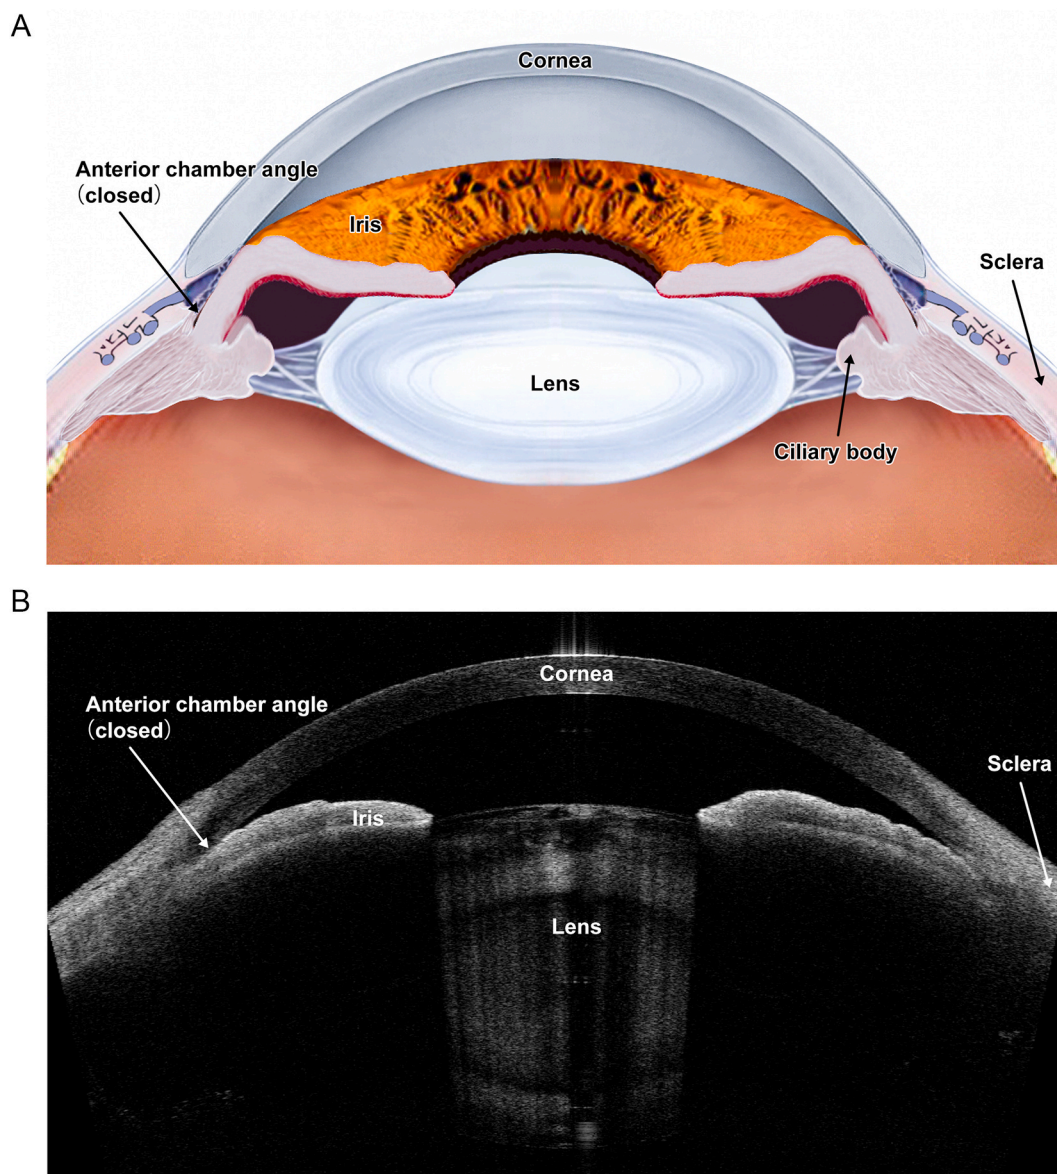 A
Cornea
Anterior chamber angle
(closed)
Iris
Sclera
Lens
Ciliary body
B
Cornea
Anterior chamber angle
(closed)
Sclera
Iris
Lens